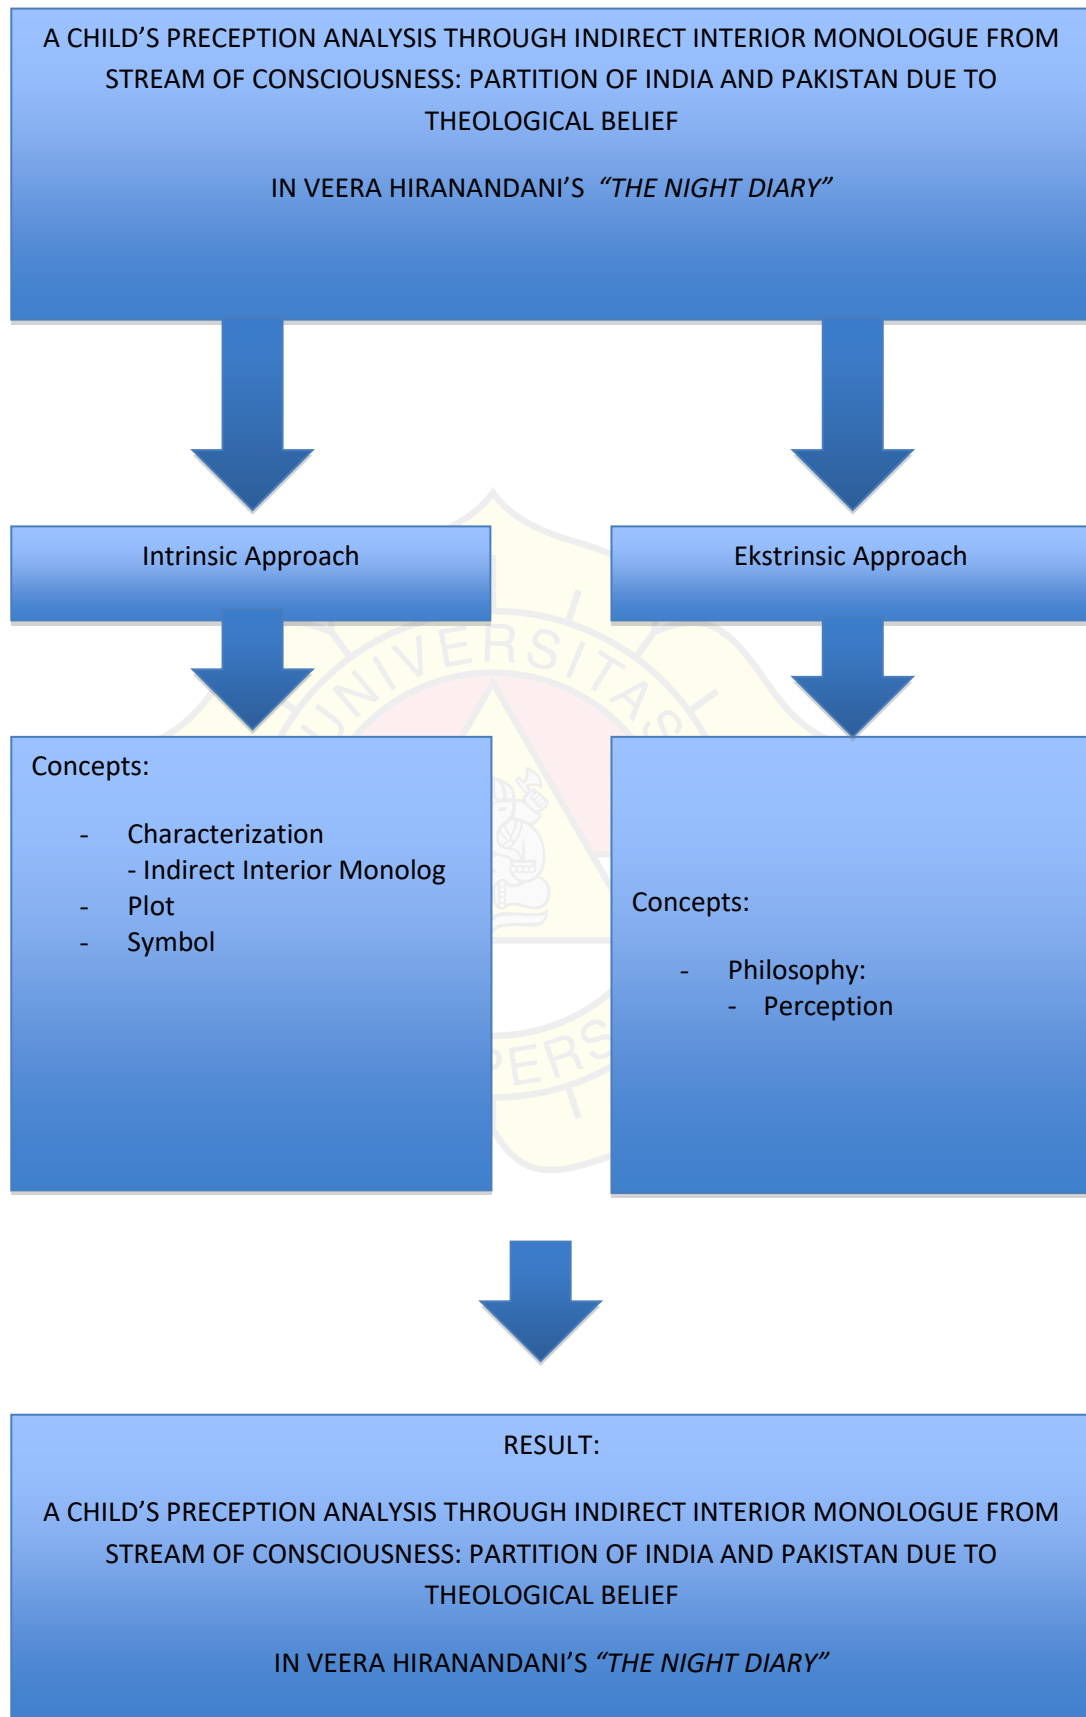 A CHILD’S PRECEPTION ANALYSIS THROUGH INDIRECT INTERIOR MONOLOGUE FROM
STREAM OF CONSCIOUSNESS: PARTITION OF INDIA AND PAKISTAN DUE TO
THEOLOGICAL BELIEF
IN VEERA HIRANANDANI’S “THE NIGHT DIARY”
Intrinsic Approach
Ekstrinsic Approach
UNIVERSITAS
Concepts:
- Characterization
- Indirect Interior Monolog
- Plot
- Symbol
Concepts:
- Philosophy:
- Perception
PERS
RESULT:
A CHILD’S PRECEPTION ANALYSIS THROUGH INDIRECT INTERIOR MONOLOGUE FROM
STREAM OF CONSCIOUSNESS: PARTITION OF INDIA AND PAKISTAN DUE TO
THEOLOGICAL BELIEF
IN VEERA HIRANANDANI’S “THE NIGHT DIARY”